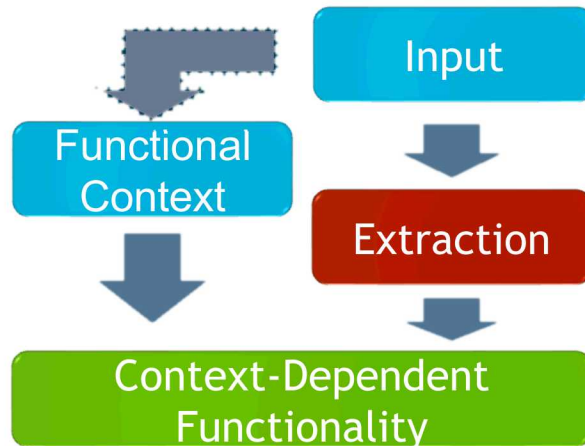 Input
Functional
Context
Extraction
Context-Dependent
Functionality